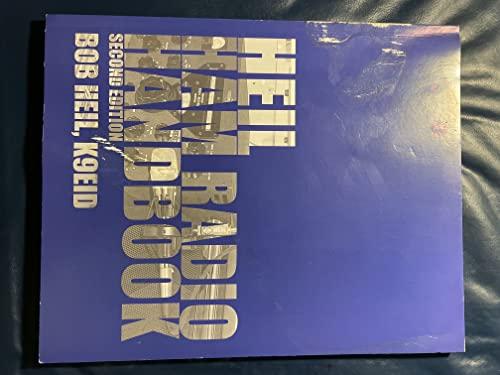 HEIL
HAM RADIO
HANDBOOK
SECOND EDITION
BOB HEIL, K9EID